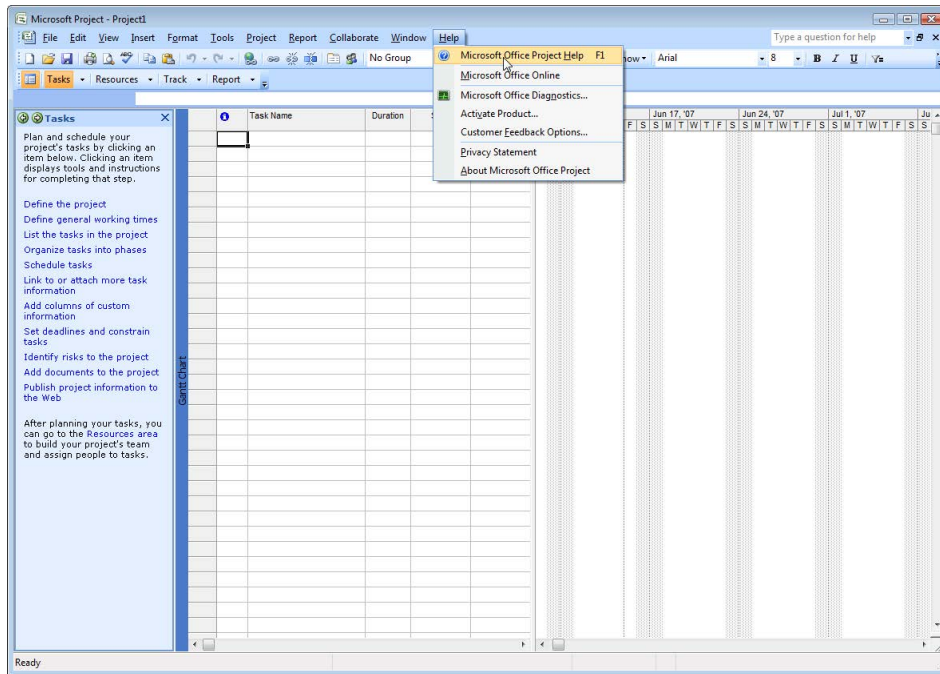 Microsoft Project - Project1
File Edit View Insert Format Tools Project Report Collaborate Window Help
Type a question for help
No Group
Arial
8
B I U
Tasks Resources Track Report
Microsoft Office Project Help F1
Microsoft Office Online
Microsoft Office Diagnostics...
Activate Product...
Customer Feedback Options...
Privacy Statement
About Microsoft Office Project
Tasks
Plan and schedule your
project's tasks by clicking an
item below. Clicking an item
displays tools and instructions
for completing that step.
Define the project
Define general working times
List the tasks in the project
Organize tasks into phases
Schedule tasks
Link to or attach more task
information
Add columns of custom
information
Set deadlines and constrain
tasks
Identify risks to the project
Add documents to the project
Publish project information to
the Web
After planning your tasks, you
can go to the Resources area
to build your project's team
and assign people to tasks.
Gantt Chart
Task Name Duration
Jun 17, '07 Jun 24, '07 Jul 1, '07 Ju
F S S M T W T F S S M T W T F S S M T W T F S S
Ready